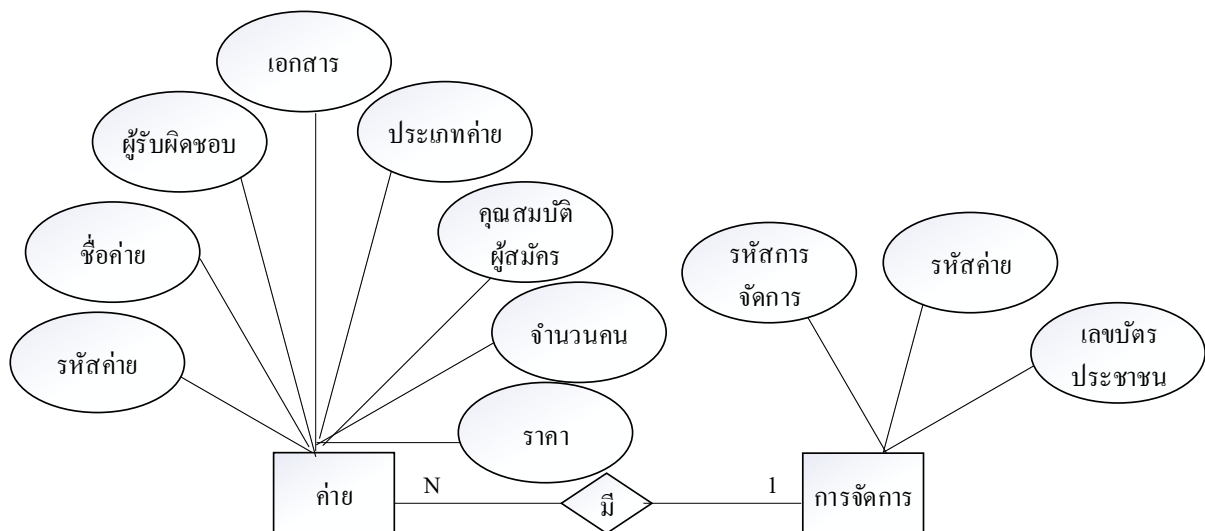 เอกสาร
ผู้รับผิดชอบ
ประเภทค่าย
ชื่อค่าย
คุณสมบัติ
ผู้สมัคร
รหัสค่าย
จำนวนคน
ราคา
รหัสการ
จัดการ
รหัสค่าย
เลขบัตร
ประชาชน
ค่าย
N
มี
1
การจัดการ